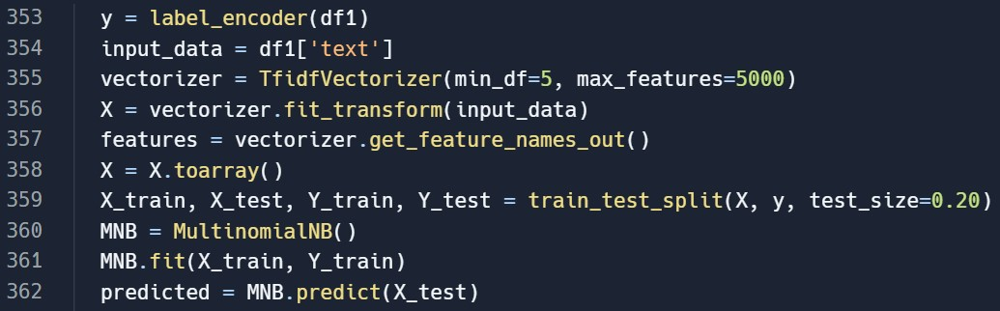 353 y = label_encoder(df1)
354 input_data = df1['text']
355 vectorizer = TfidfVectorizer(min_df=5, max_features=5000)
356 X = vectorizer.fit_transform(input_data)
357 features = vectorizer.get_feature_names_out()
358 X = X.toarray()
359 X_train, X_test, Y_train, Y_test = train_test_split(X, y, test_size=0.20)
360 MNB = MultinomialNB()
361 MNB.fit(X_train, Y_train)
362 predicted = MNB.predict(X_test)